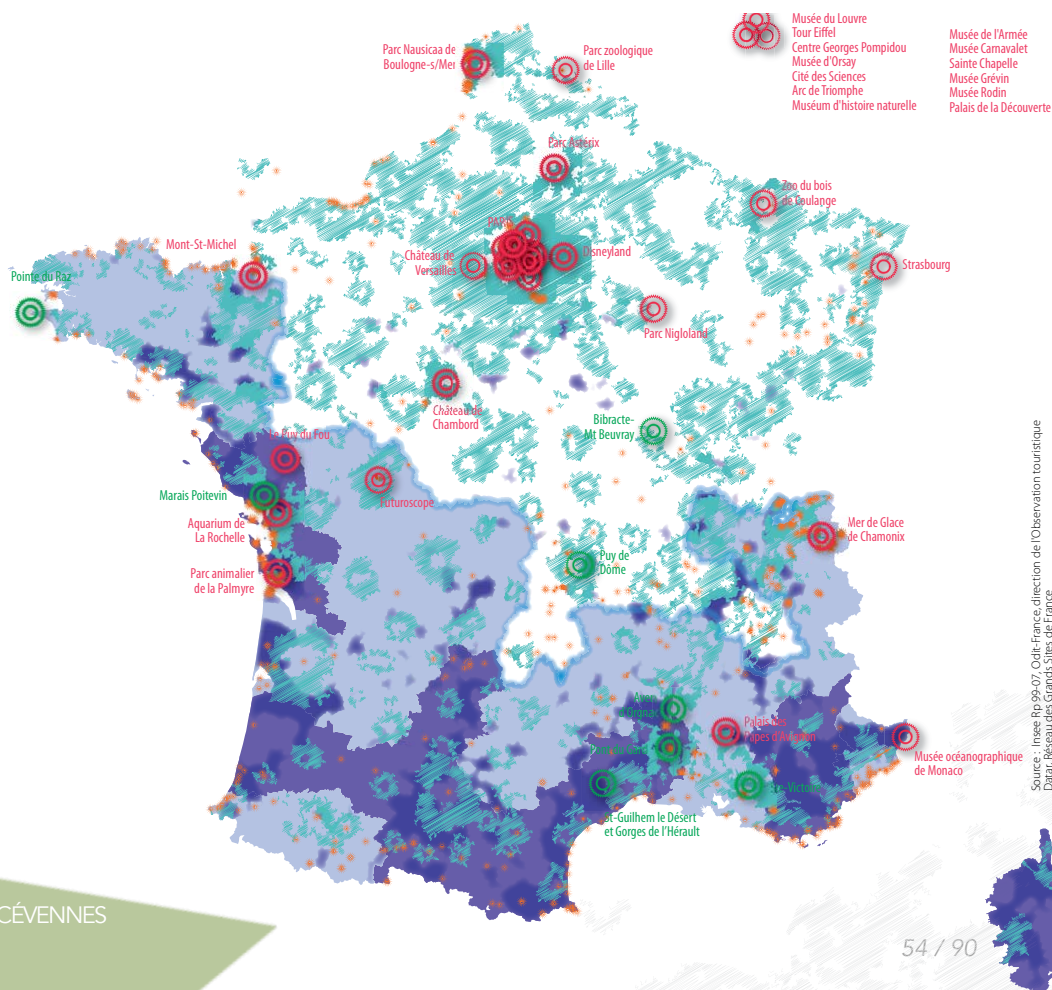 Musée du Louvre
Tour Eiffel
Centre Georges Pompidou
Musée d'Orsay
Cité des Sciences
Arc de Triomphe
Muséum d'histoire naturelle
Musée de l'Armée
Musée Carnavalet
Sainte Chapelle
Musée Grévin
Musée Rodin
Palais de la Découverte
Parc Nausicaa de
Boulogne-s/Mer
Parc zoologique
de Lille
Parc Astérix
Zoo du bois
de Coulange
PARIS
Mont-St-Michel
Château de
Versailles
Disneyland
Strasbourg
Pointe du Raz
Parc Nigloland
Château de
Chambord
Bibracte-
Mt Beuvray
Le Puy du Fou
Marais Poitevin
Futuroscope
Aquarium de
La Rochelle
Mer de Glace
de Chamonix
Puy de
Dôme
Parc animalier
de la Palmyre
Aven
d'Orgnac
Palais des
Papes d'Avignon
Musée océanographique
de Monaco
Ste-Victoire
St-Guilhem le Désert
et Gorges de l'Hérault
Source : Insee Rp 99-07, Odit-France, direction de l'Observation touristique
Datar, Réseau des Grands Sites de France
CÉVENNES
54 / 90